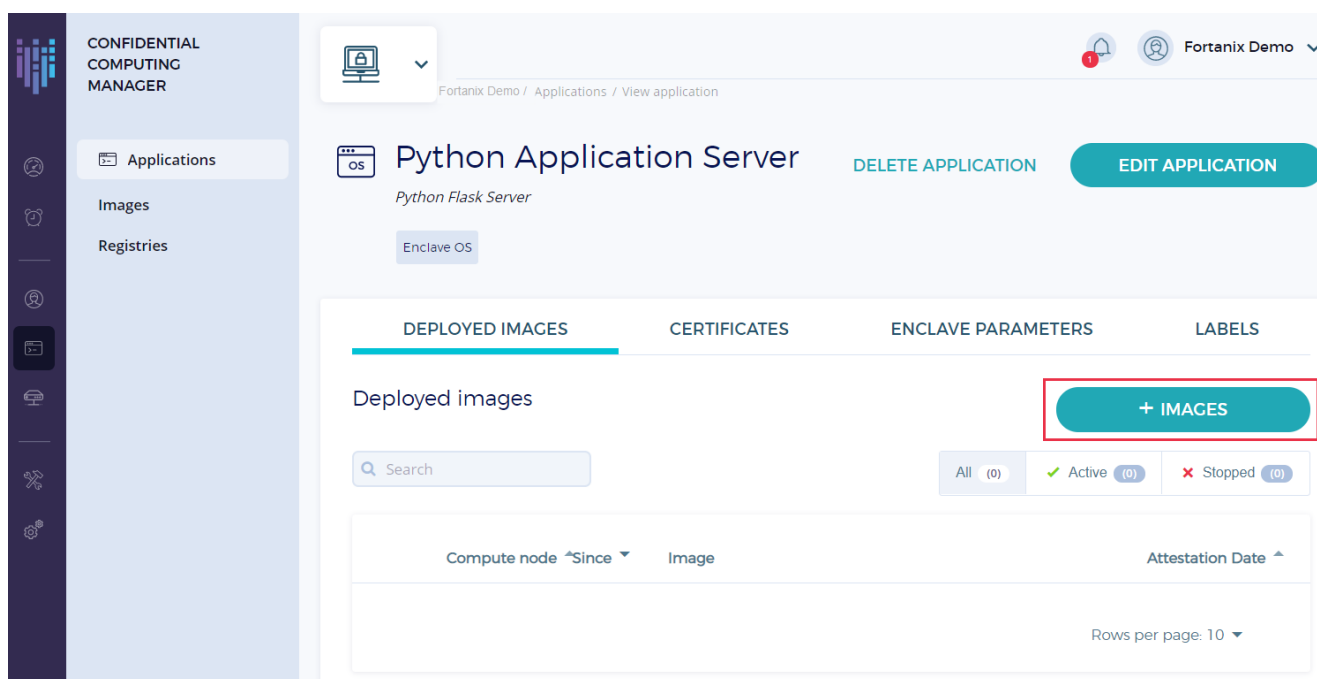 CONFIDENTIAL
COMPUTING
MANAGER
Applications
Images
Registries
1
Fortanix Demo
Fortanix Demo / Applications / View application
OS
Python Application Server
DELETE APPLICATION
EDIT APPLICATION
Python Flask Server
Enclave OS
DEPLOYED IMAGES CERTIFICATES ENCLAVE PARAMETERS LABELS
Deployed images
+ IMAGES
Search
All (0) Active (0) Stopped (0)
Compute node Since Image Attestation Date
Rows per page: 10